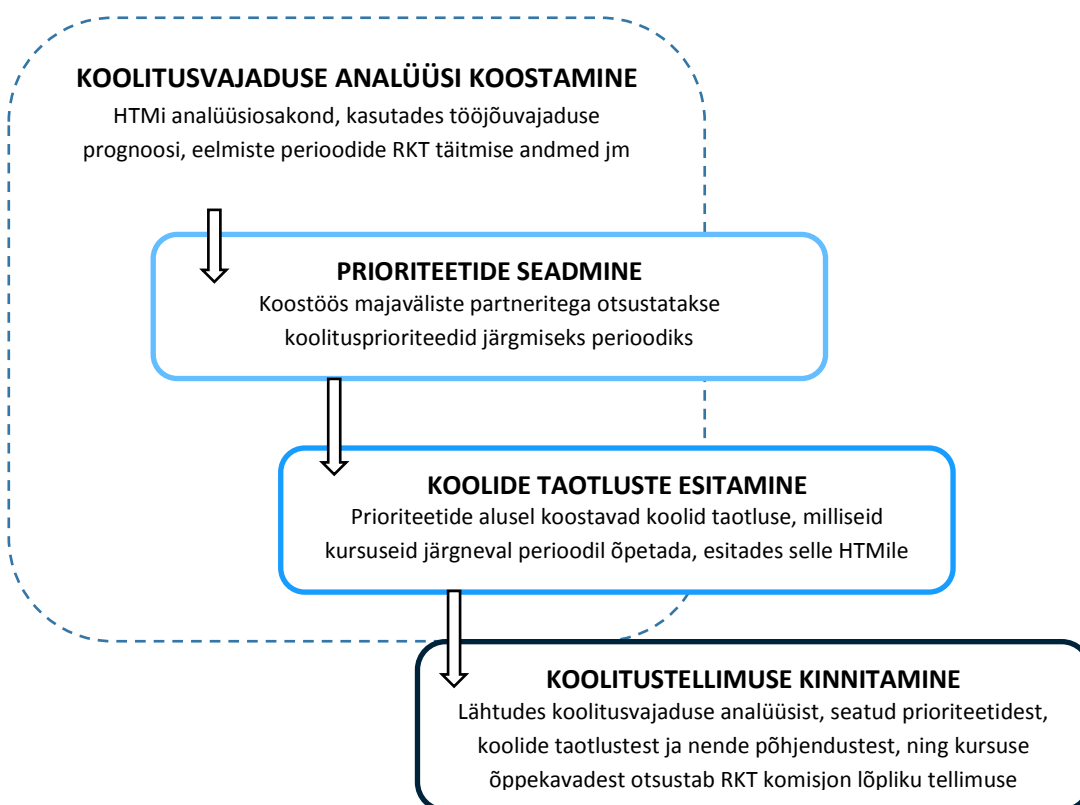 KOOLITUSVAJADUSE ANALÜÜSI KOOSTAMINE
HTMi analüüsiosakond, kasutades tööjõuvajaduse
prognoosi, eelmiste perioodide RKT täitmise andmed jm
PRIORITEETIDE SEADMINE
Koostöös majaväliste partneritega otsustatakse
koolitusprioriteedid järgmiseks perioodiks
KOOLIDE TAOTLUSTE ESITAMINE
Prioriteetide alusel koostavad koolid taotluse, milliseid
kursuseid järgneval perioodil õpetada, esitades selle HTMile
KOOLITUSTELLIMUSE KINNITAMINE
Lähtudes koolitusvajaduse analüüsist, seatud prioriteetidest,
koolide taotlustest ja nende põhjendustest, ning kursuse
õppekavadest otsustab RKT komisjon lõpliku tellimuse